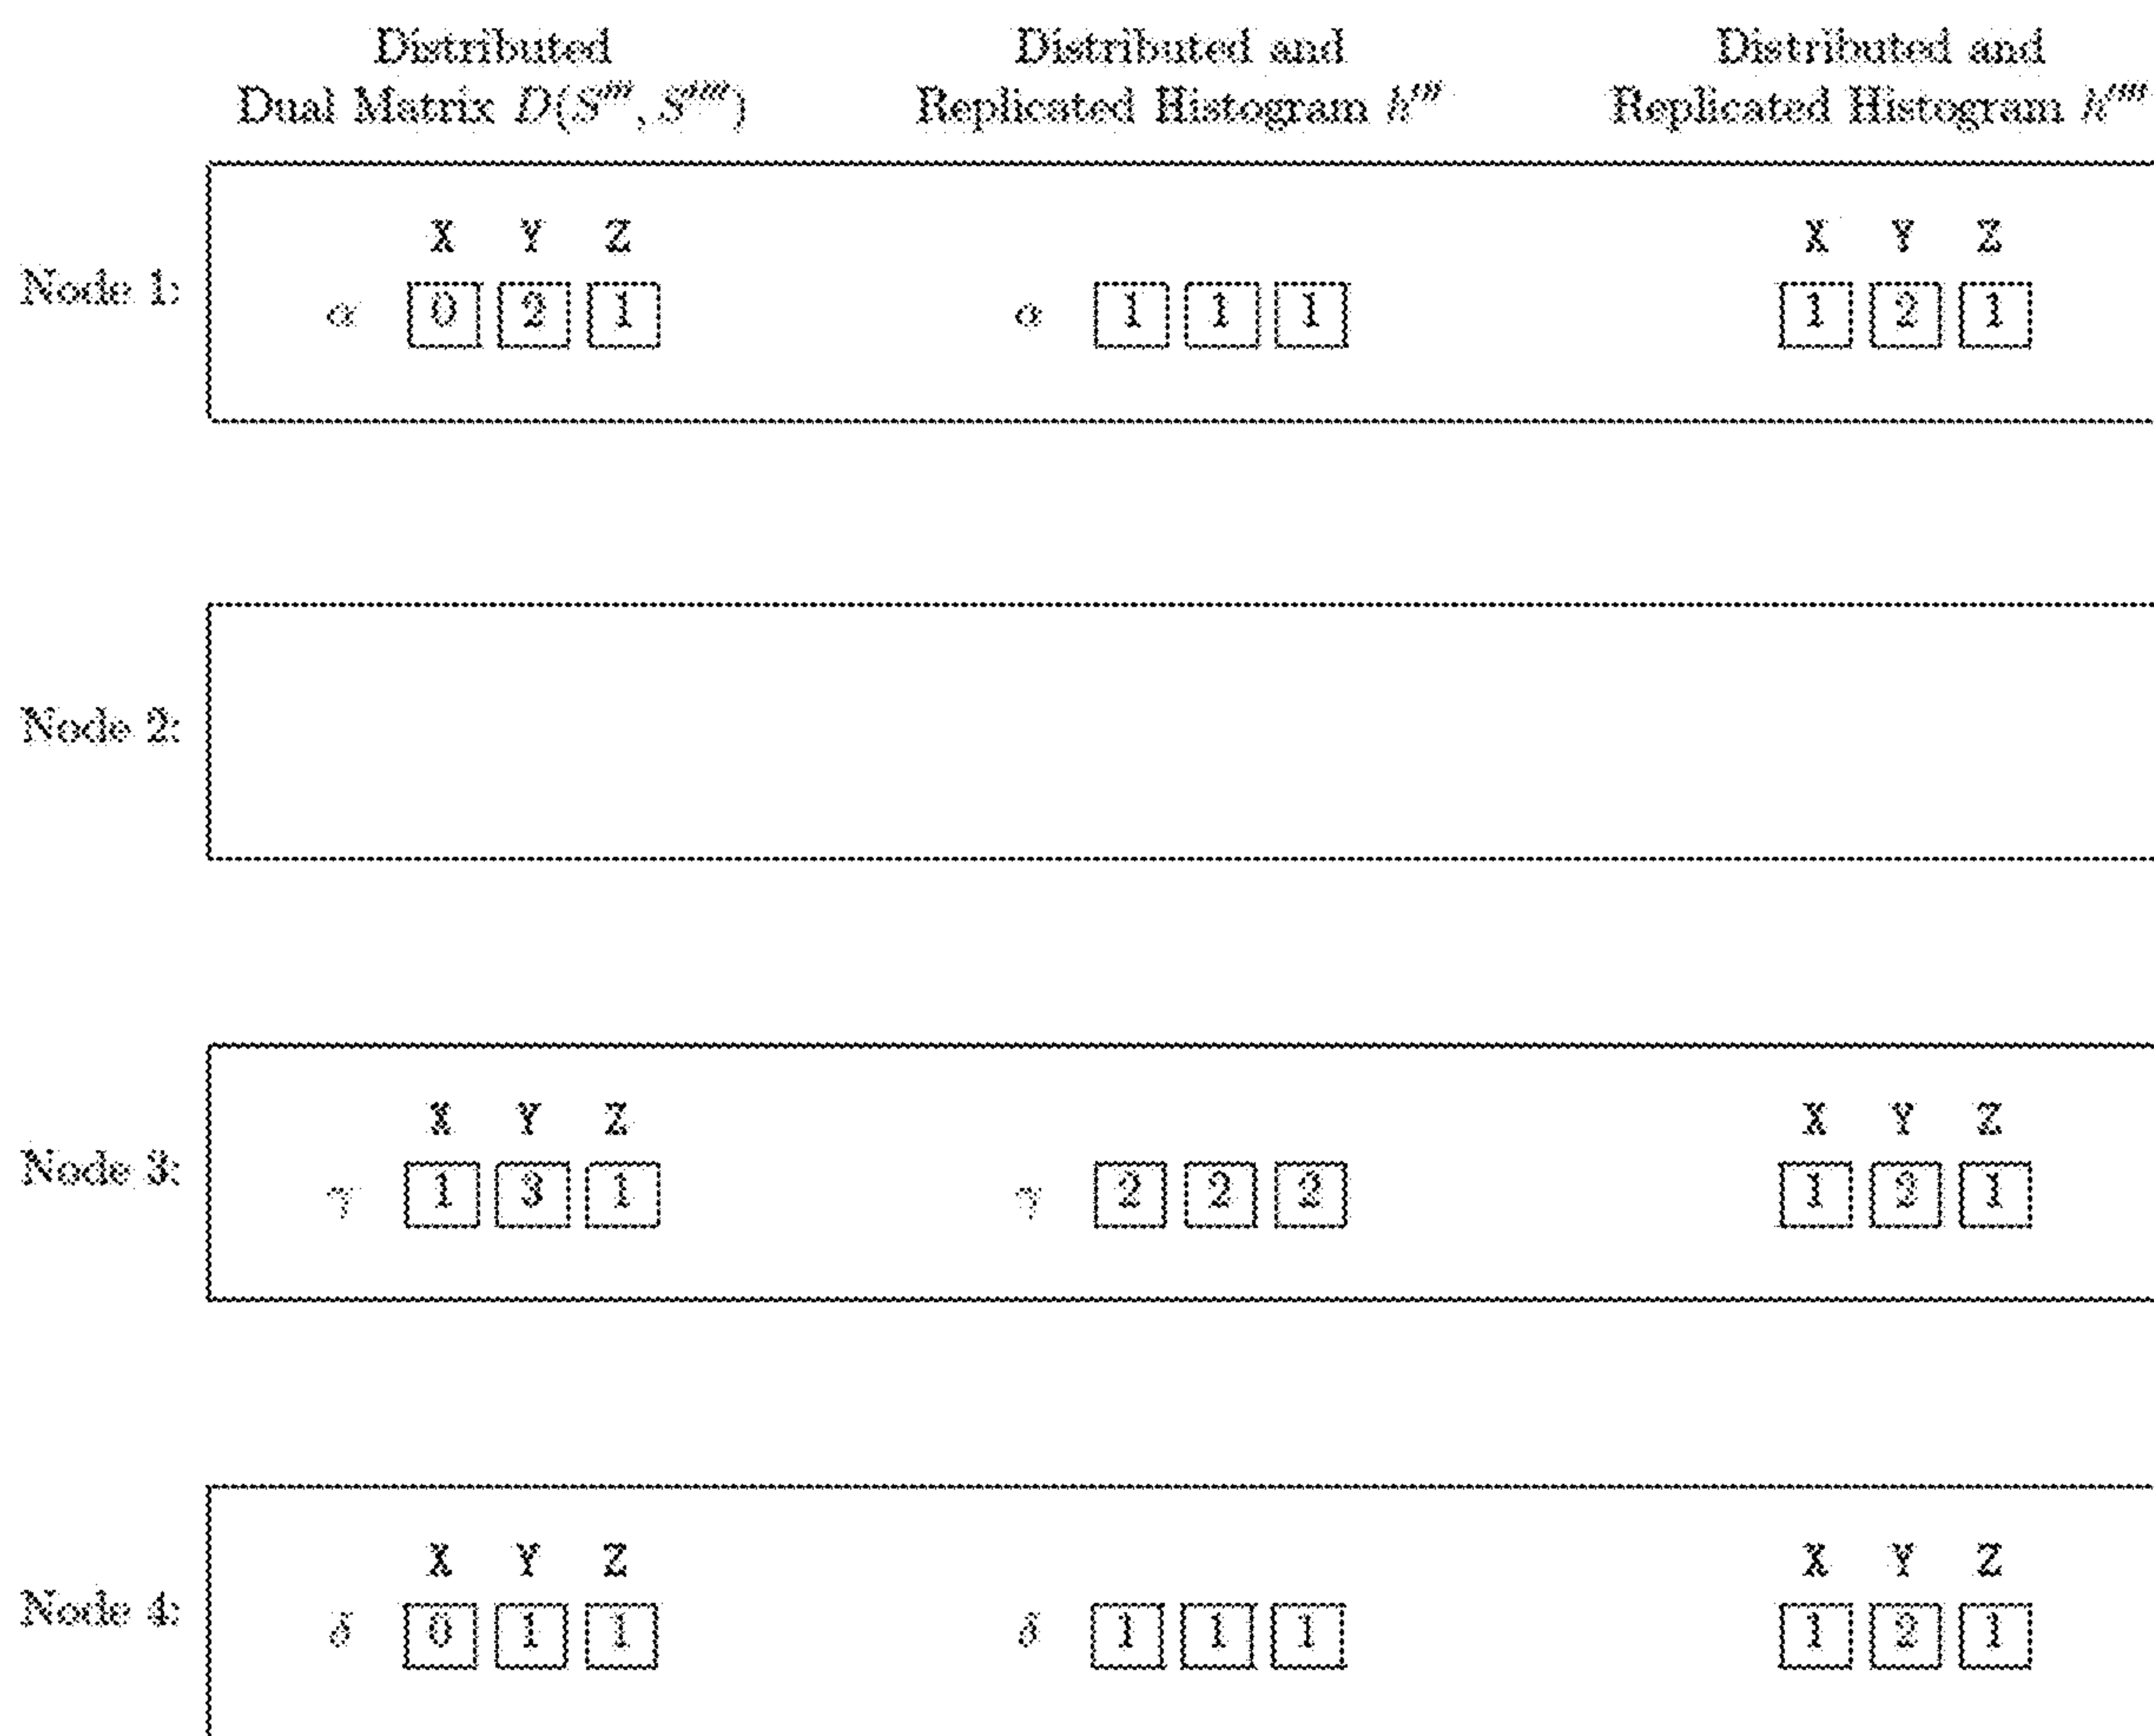 Distributed Distributed and Distributed and
Dual Matrix D(S''', S'''') Replicated Histogram h''' Replicated Histogram h''''
X Y Z X Y Z
Node 1:
α 0 2 1 α 1 1 1 1 2 1
Node 2:
X Y Z X Y Z
Node 3:
γ 1 3 1 γ 2 2 2 1 2 1
X Y Z X Y Z
Node 4:
δ 0 1 1 δ 1 1 1 1 2 1